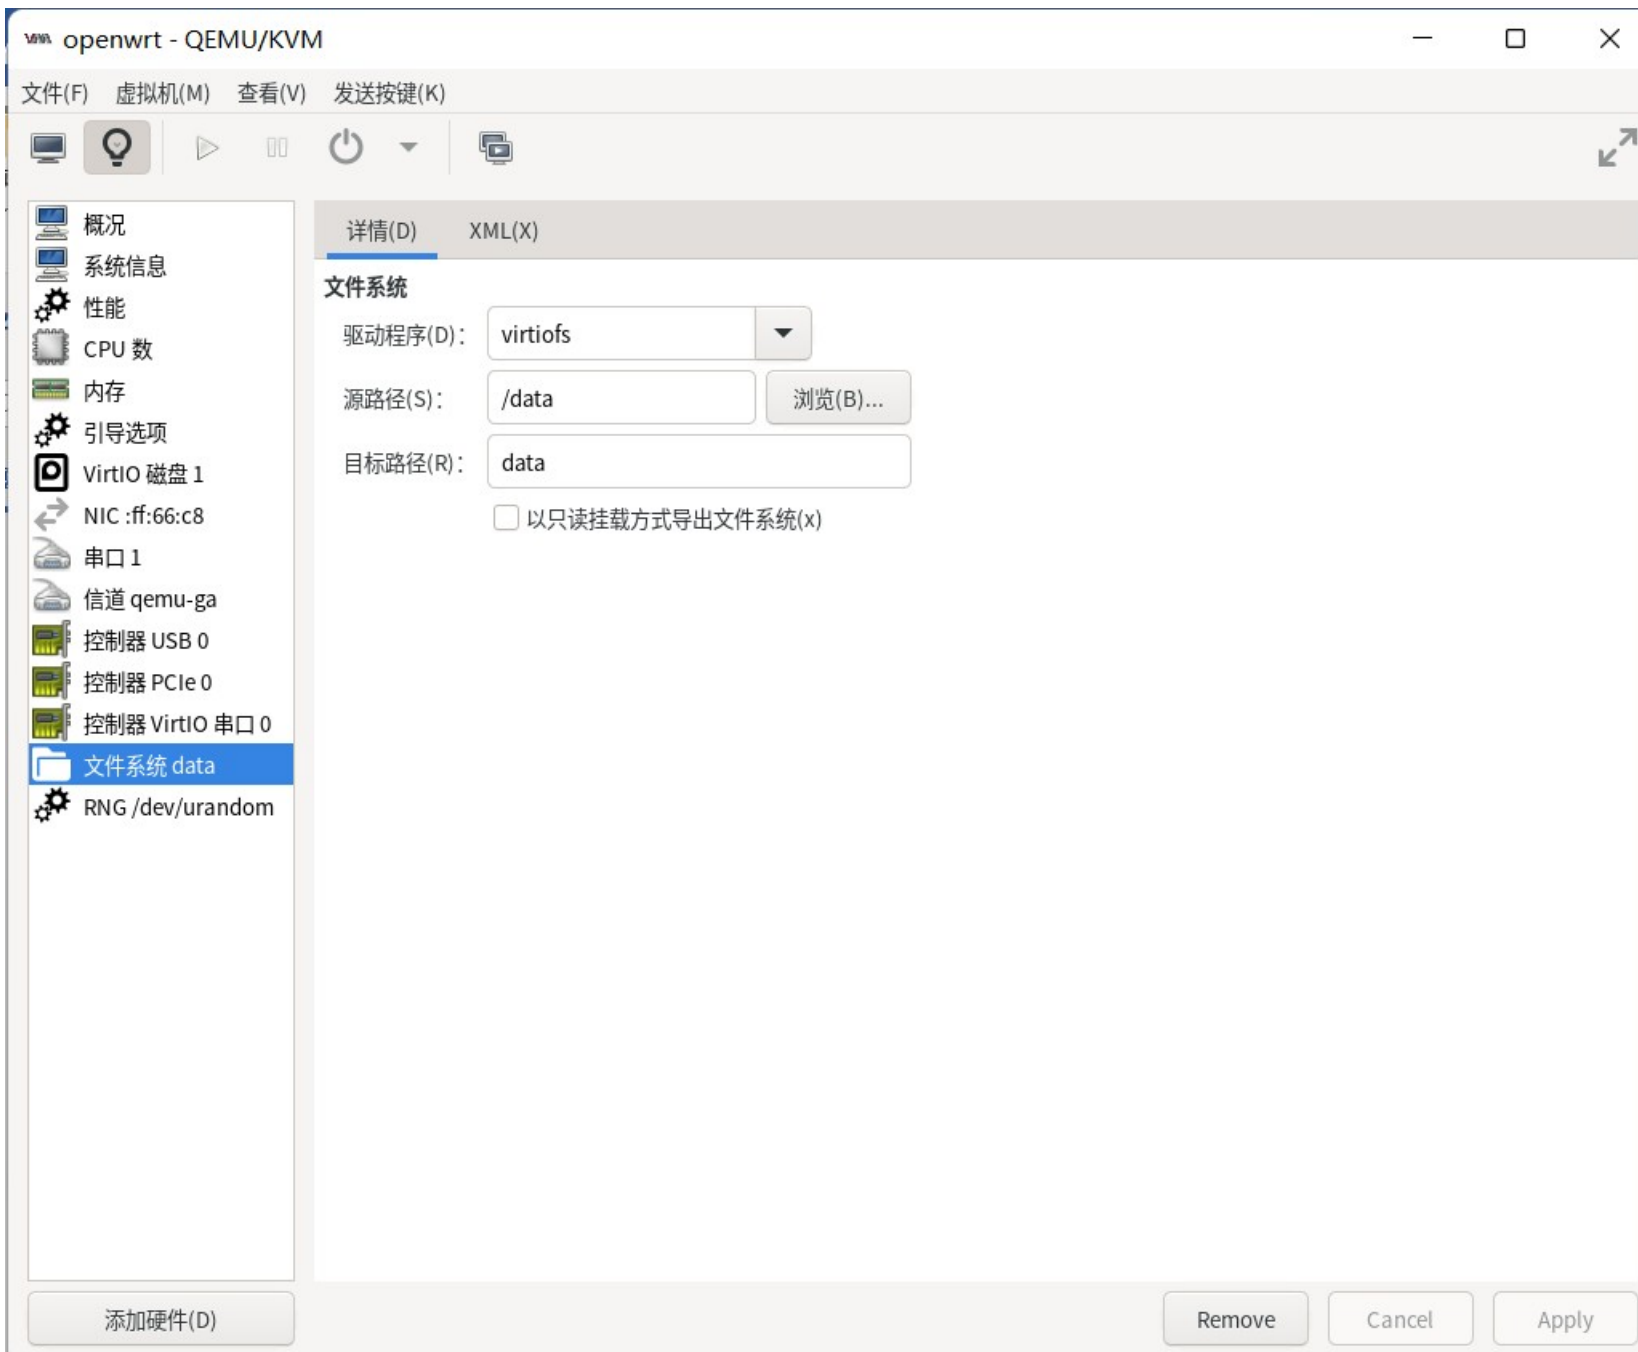 openwrt - QEMU/KVM
文件(F) 虚拟机(M) 查看(V) 发送按键(K)
概况
系统信息
性能
CPU 数
内存
引导选项
VirtIO 磁盘 1
NIC :ff:66:c8
串口 1
信道 qemu-ga
控制器 USB 0
控制器 PCIe 0
控制器 VirtIO 串口 0
文件系统 data
RNG /dev/urandom
添加硬件(D)
详情(D) XML(X)
文件系统
驱动程序(D): virtiofs
源路径(S): /data 浏览(B)...
目标路径(R): data
以只读挂载方式导出文件系统(x)
Remove Cancel Apply